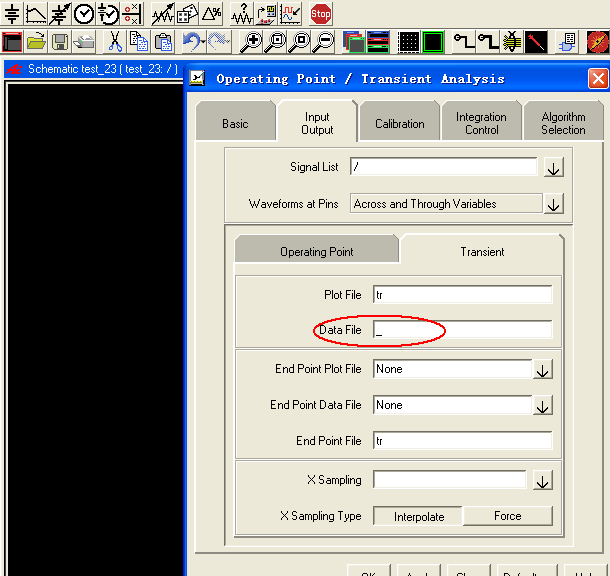 Stop
Schematic test_23 ( test_23: / )
Operating Point / Transient Analysis
Basic
Input
Output
Calibration
Integration
Control
Algorithm
Selection
Signal List /
Waveforms at Pins Across and Through Variables
Operating Point
Transient
Plot File tr
Data File _
End Point Plot File None
End Point Data File None
End Point File tr
X Sampling
X Sampling Type Interpolate Force